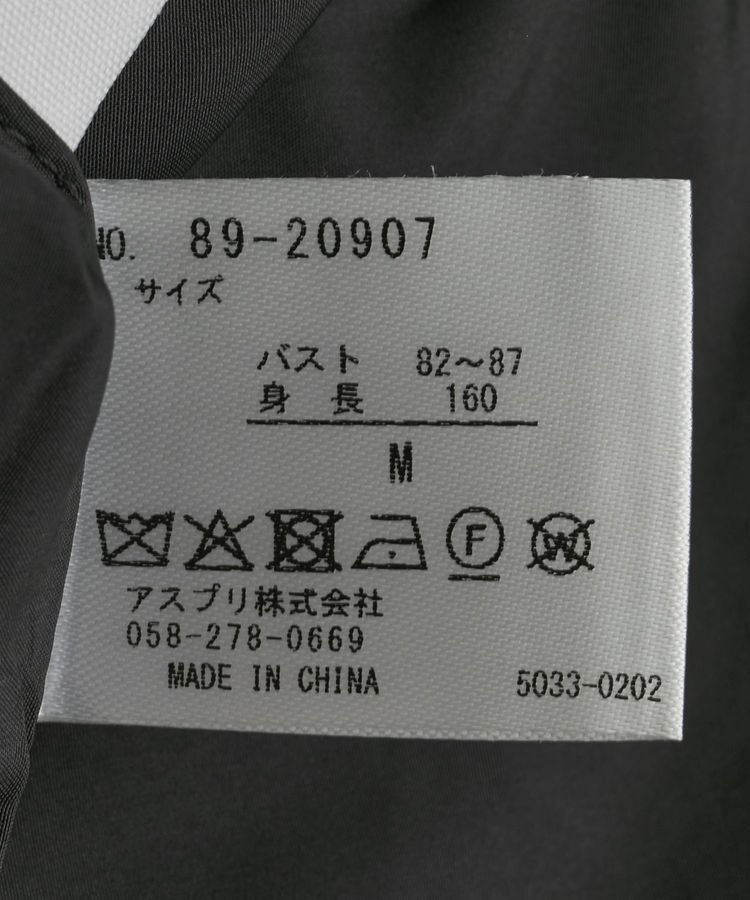 NO. 89-20907
サイズ
バスト 82～87
身長 160
M
F
W
アスプリ株式会社
058-278-0669
MADE IN CHINA 5033-0202